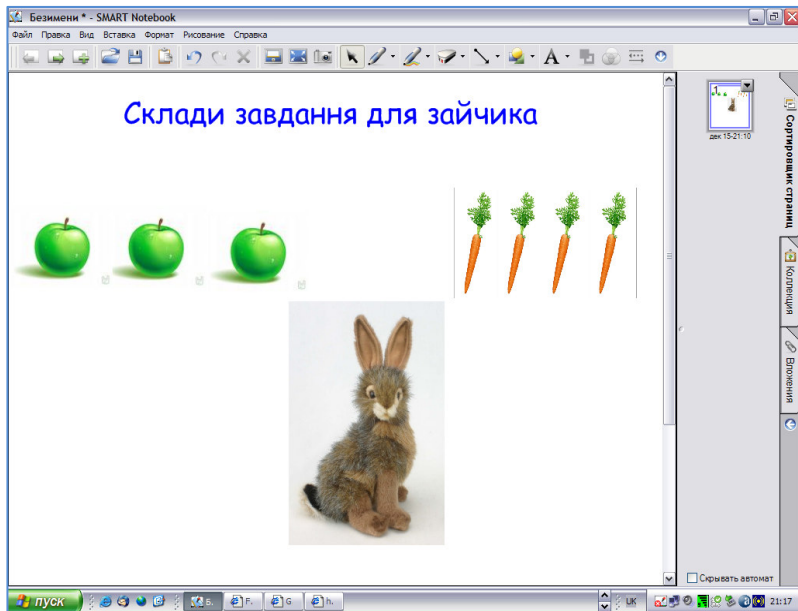 Безимени * - SMART Notebook
Файл Правка Вид Вставка Формат Рисование Справка
Склади завдання для зайчика
1
дек 15-21:10
Сортировщик страниц
Коллекция
Вложения
Скрывать автомат
пуск
Б.
F.
G
h.
UK
21:17